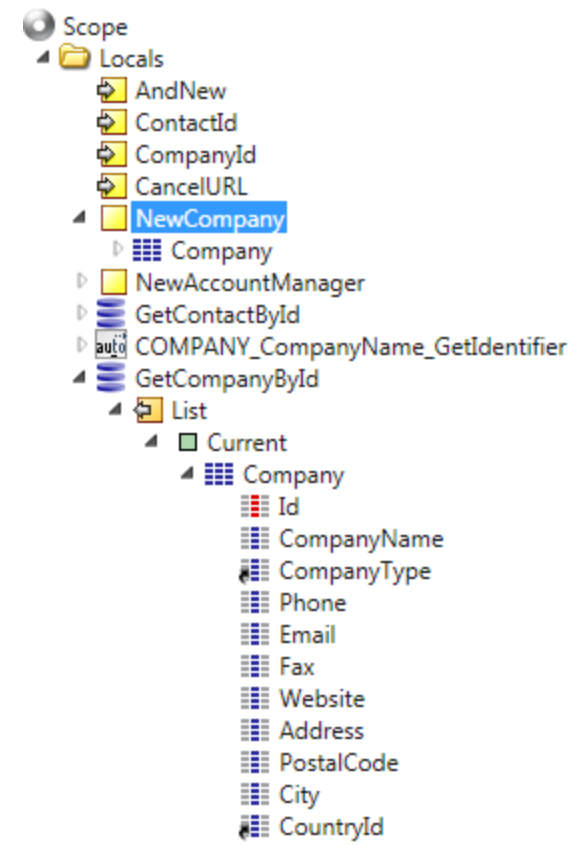 Scope
Locals
AndNew
ContactId
CompanyId
CancelURL
NewCompany
Company
NewAccountManager
GetContactById
auto COMPANY_CompanyName_GetIdentifier
GetCompanyById
List
Current
Company
Id
CompanyName
CompanyType
Phone
Email
Fax
Website
Address
PostalCode
City
CountryId